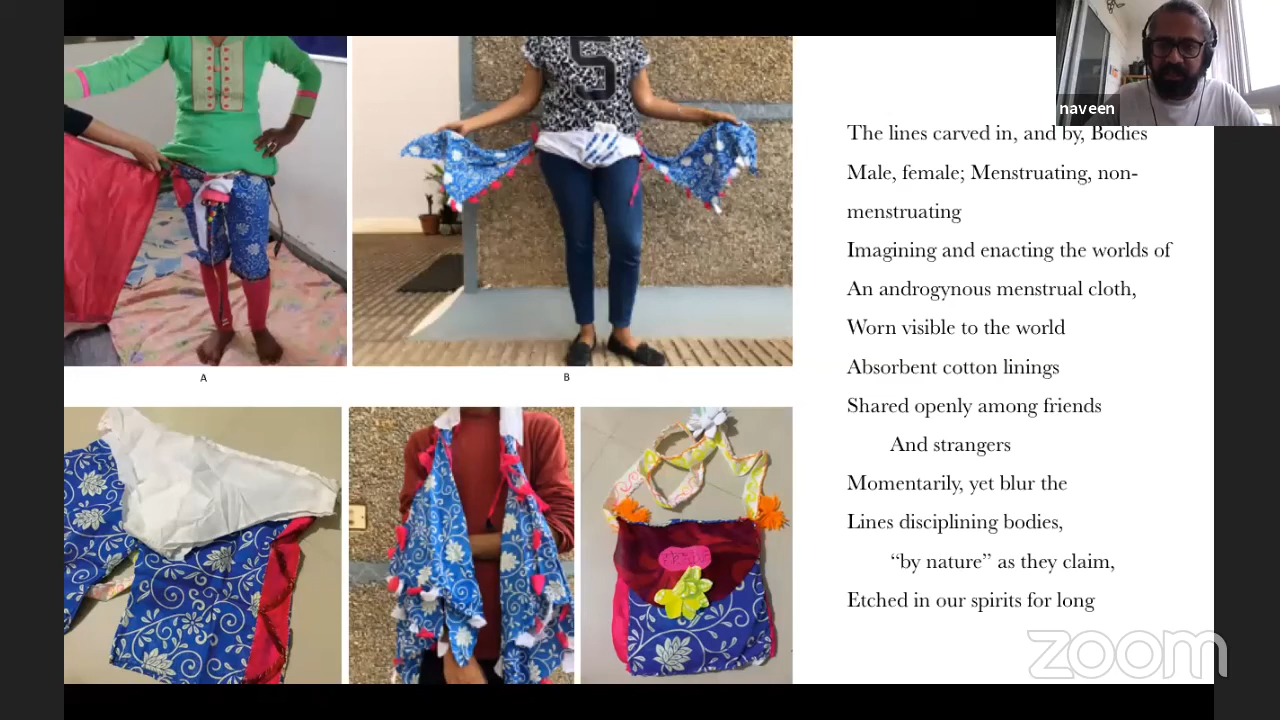 naveen
5
The lines carved in, and by, Bodies
Male, female; Menstruating, non-
menstruating
Imagining and enacting the worlds of
An androgynous menstrual cloth,
Worn visible to the world
Absorbent cotton linings
Shared openly among friends
And strangers
Momentarily, yet blur the
Lines disciplining bodies,
“by nature” as they claim,
Etched in our spirits for long
A
B
zoom